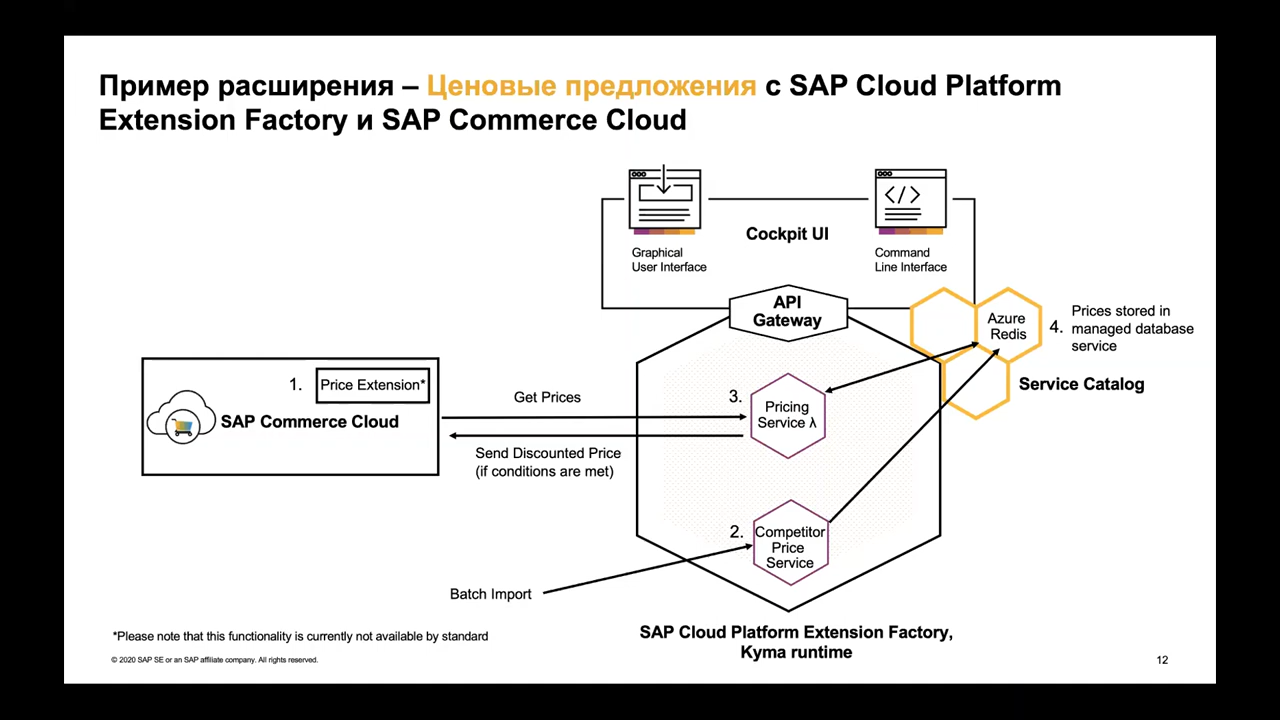 Пример расширения – Ценовые предложения с SAP Cloud Platform
Extension Factory и SAP Commerce Cloud
Cockpit UI
Graphical
User Interface
Command
Line Interface
API
Gateway
Azure
Redis
4. Prices stored in
managed database
service
Service Catalog
1. Price Extension*
SAP Commerce Cloud
Get Prices
Send Discounted Price
(if conditions are met)
3.
Pricing
Service λ
2.
Competitor
Price
Service
Batch Import
SAP Cloud Platform Extension Factory,
Kyma runtime
*Please note that this functionality is currently not available by standard
© 2020 SAP SE or an SAP affiliate company. All rights reserved.
12